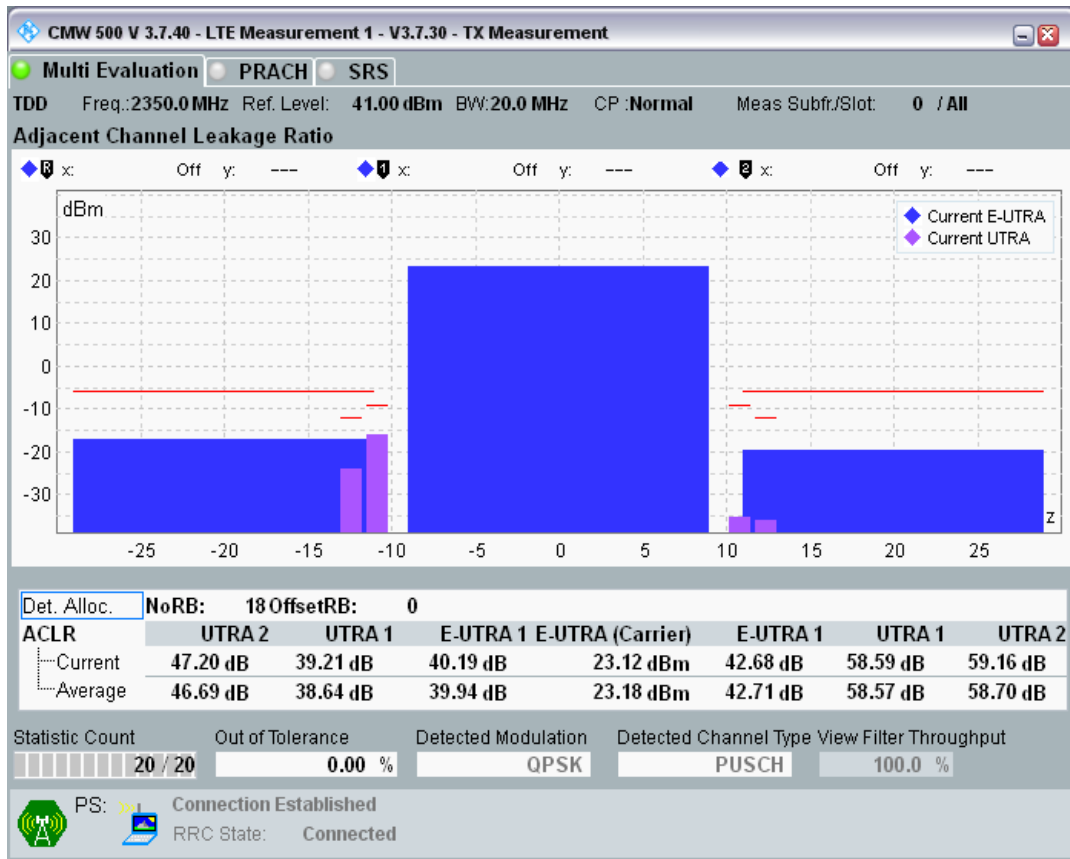 CMW 500 V 3.7.40 - LTE Measurement 1 - V3.7.30 - TX Measurement
Multi Evaluation PRACH SRS
TDD Freq.:2350.0 MHz Ref. Level: 41.00 dBm BW:20.0 MHz CP :Normal Meas Subfr./Slot: 0 / All
Adjacent Channel Leakage Ratio
R x: Off y: --- 1 x: Off y: --- 2 x: Off y: ---
dBm
Current E-UTRA
Current UTRA
30
20
10
0
-10
-20
-30
z
-25 -20 -15 -10 -5 0 5 10 15 20 25
Det. Alloc. NoRB: 18 OffsetRB: 0
ACLR UTRA 2 UTRA 1 E-UTRA 1 E-UTRA (Carrier) E-UTRA 1 UTRA 1 UTRA 2
Current 47.20 dB 39.21 dB 40.19 dB 23.12 dBm 42.68 dB 58.59 dB 59.16 dB
Average 46.69 dB 38.64 dB 39.94 dB 23.18 dBm 42.71 dB 58.57 dB 58.70 dB
Statistic Count Out of Tolerance Detected Modulation Detected Channel Type View Filter Throughput
20 / 20 0.00 % QPSK PUSCH 100.0 %
PS: Connection Established
RRC State: Connected